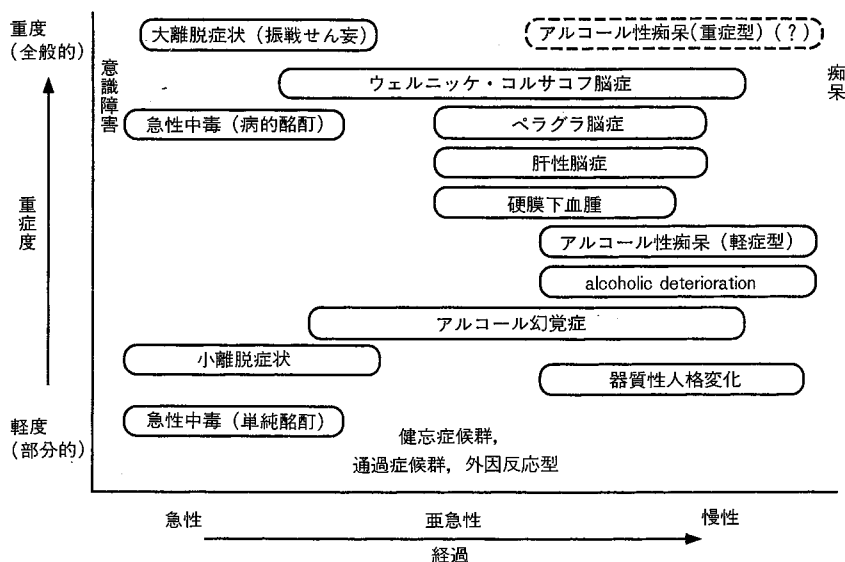 重度
(全般的)
大離脱症状（振戦せん妄）
アルコール性痴呆(重症型)(？)
意識障害
ウェルニッケ・コルサコフ脳症
痴呆
急性中毒（病的酩酊）
ペラグラ脳症
肝性脳症
硬膜下血腫
重症度
アルコール性痴呆（軽症型）
alcoholic deterioration
アルコール幻覚症
小離脱症状
器質性人格変化
軽度
(部分的)
急性中毒（単純酩酊）
健忘症候群，
通過症候群，外因反応型
急性
亜急性
慢性
経過